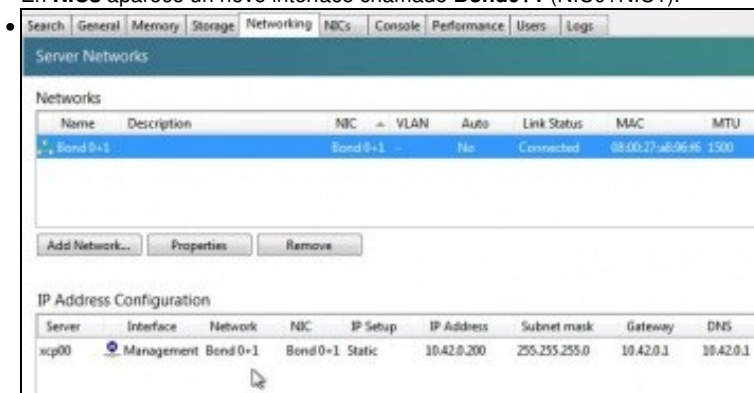 En NICs aparece un novo interface chamado Bond0+1 (NIC0+NIC1).
Search General Memory Storage Networking NICs Console Performance Users Logs
Server Networks
Networks
Name Description NIC VLAN Auto Link Status MAC MTU
Bond 0+1 Bond 0+1 - No Connected 08:00:27:a8:96:f6 1500
Add Network... Properties Remove
IP Address Configuration
Server Interface Network NIC IP Setup IP Address Subnet mask Gateway DNS
xcp00 Management Bond 0+1 Bond 0+1 Static 10.42.0.200 255.255.255.0 10.42.0.1 10.42.0.1